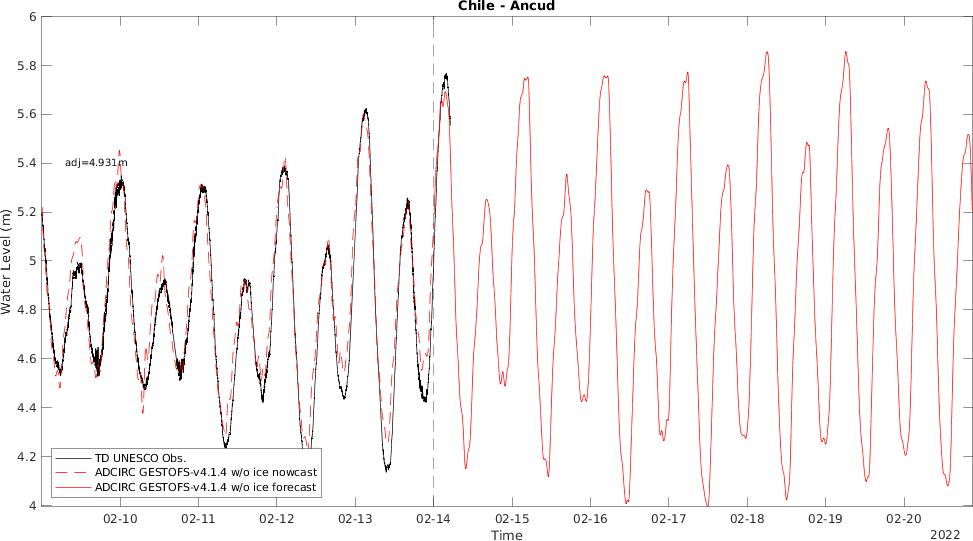 Chile - Ancud
6
5.8
5.6
5.4
5.2
5
4.8
4.6
4.4
4.2
4
Water Level (m)
adj=4.931m
TD UNESCO Obs.
ADCIRC GESTOFS-v4.1.4 w/o ice nowcast
ADCIRC GESTOFS-v4.1.4 w/o ice forecast
02-10 02-11 02-12 02-13 02-14 02-15 02-16 02-17 02-18 02-19 02-20
Time
2022